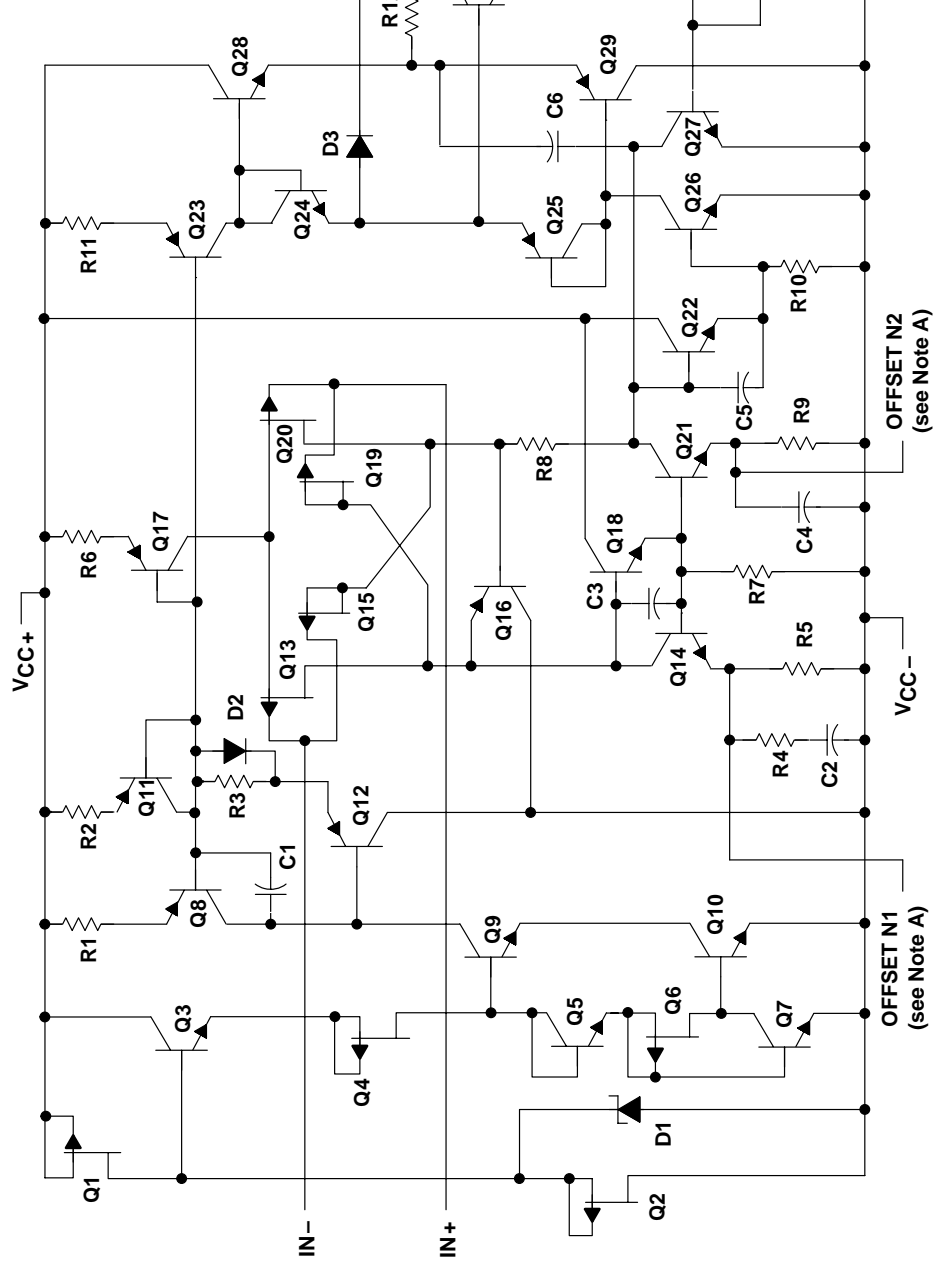 VCC+
Q1
R1
R2
R6
R11
Q3
Q8
Q11
Q17
Q23
Q28
R3
D2
C1
Q13
Q20
Q24
D3
IN−
Q4
Q12
Q15
Q19
IN+
Q9
Q16
R8
Q25
C6
Q5
C3
Q18
Q29
Q2
D1
Q6
Q14
Q21
Q22
Q26
Q27
Q10
C5
R7
Q7
R4
R5
C4
R9
R10
C2
OFFSET N1
(see Note A)
VCC−
OFFSET N2
(see Note A)